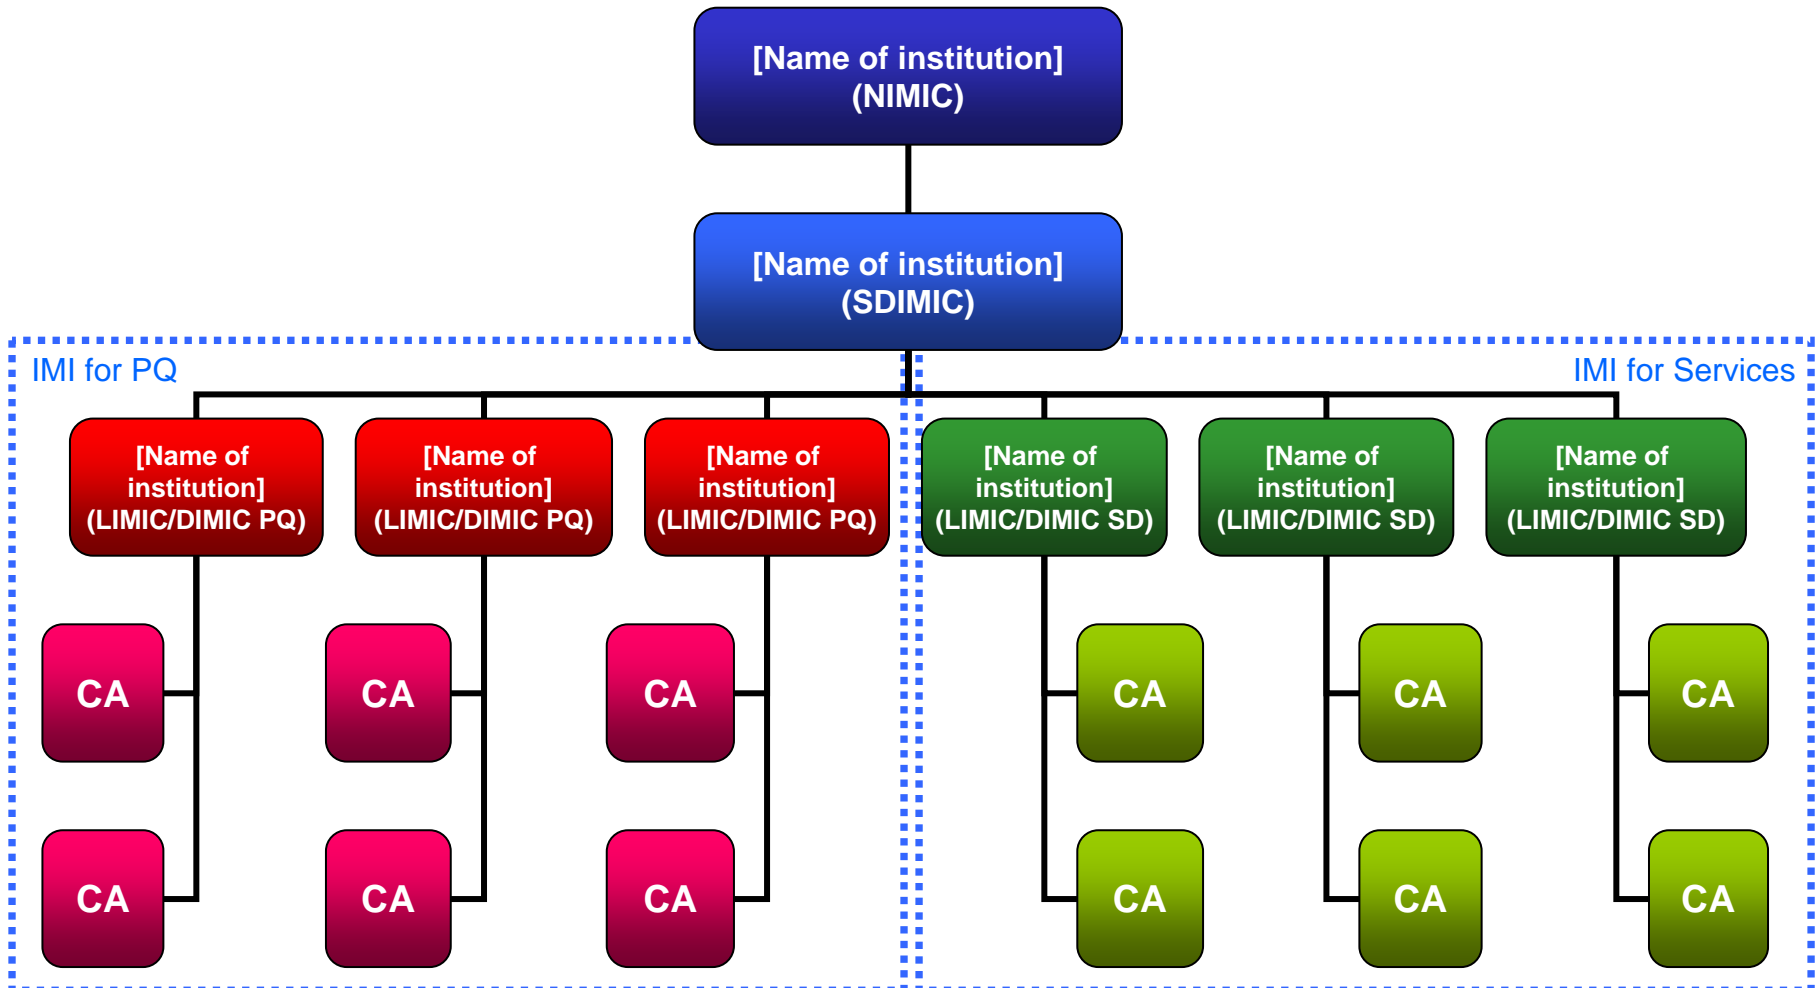 [Name of institution]
(NIMIC)
[Name of institution]
(SDIMIC)
IMI for PQ
IMI for Services
[Name of
institution]
(LIMIC/DIMIC PQ)
[Name of
institution]
(LIMIC/DIMIC PQ)
[Name of
institution]
(LIMIC/DIMIC PQ)
[Name of
institution]
(LIMIC/DIMIC SD)
[Name of
institution]
(LIMIC/DIMIC SD)
[Name of
institution]
(LIMIC/DIMIC SD)
CA
CA
CA
CA
CA
CA
CA
CA
CA
CA
CA
CA